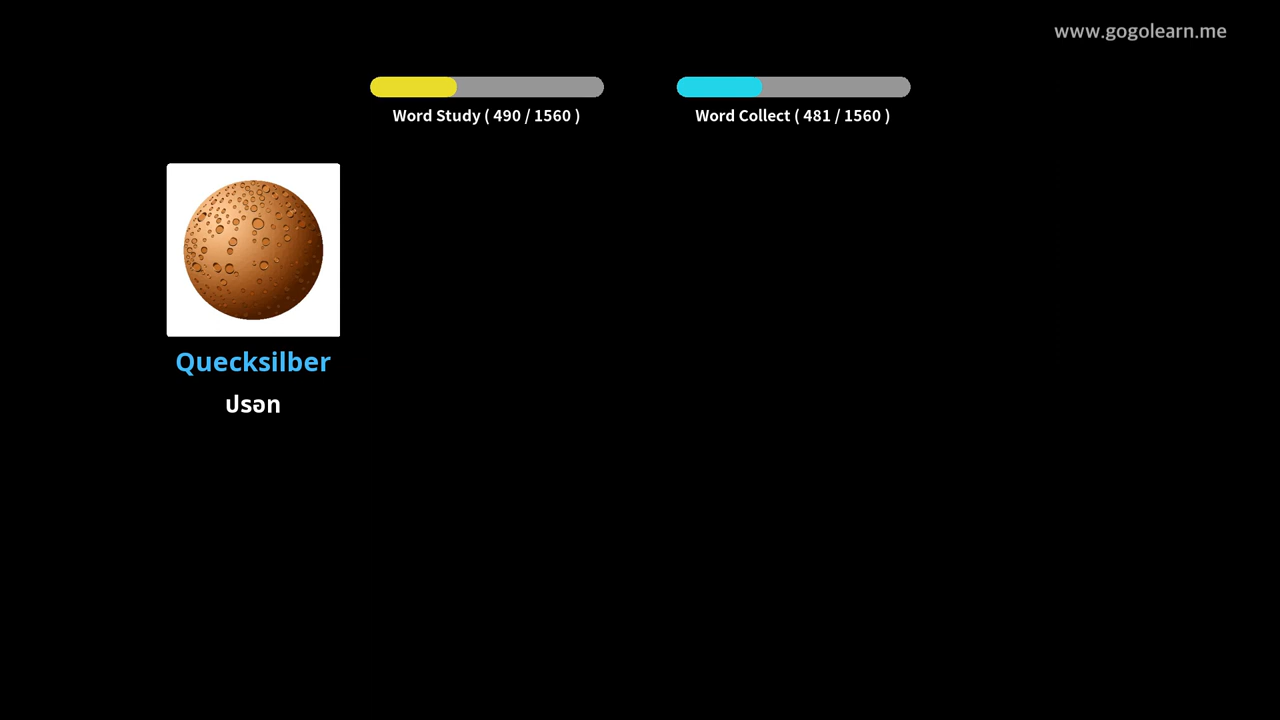 www.gogolearn.me
Word Study ( 490 / 1560 )
Word Collect ( 481 / 1560 )
Quecksilber
ปรอท